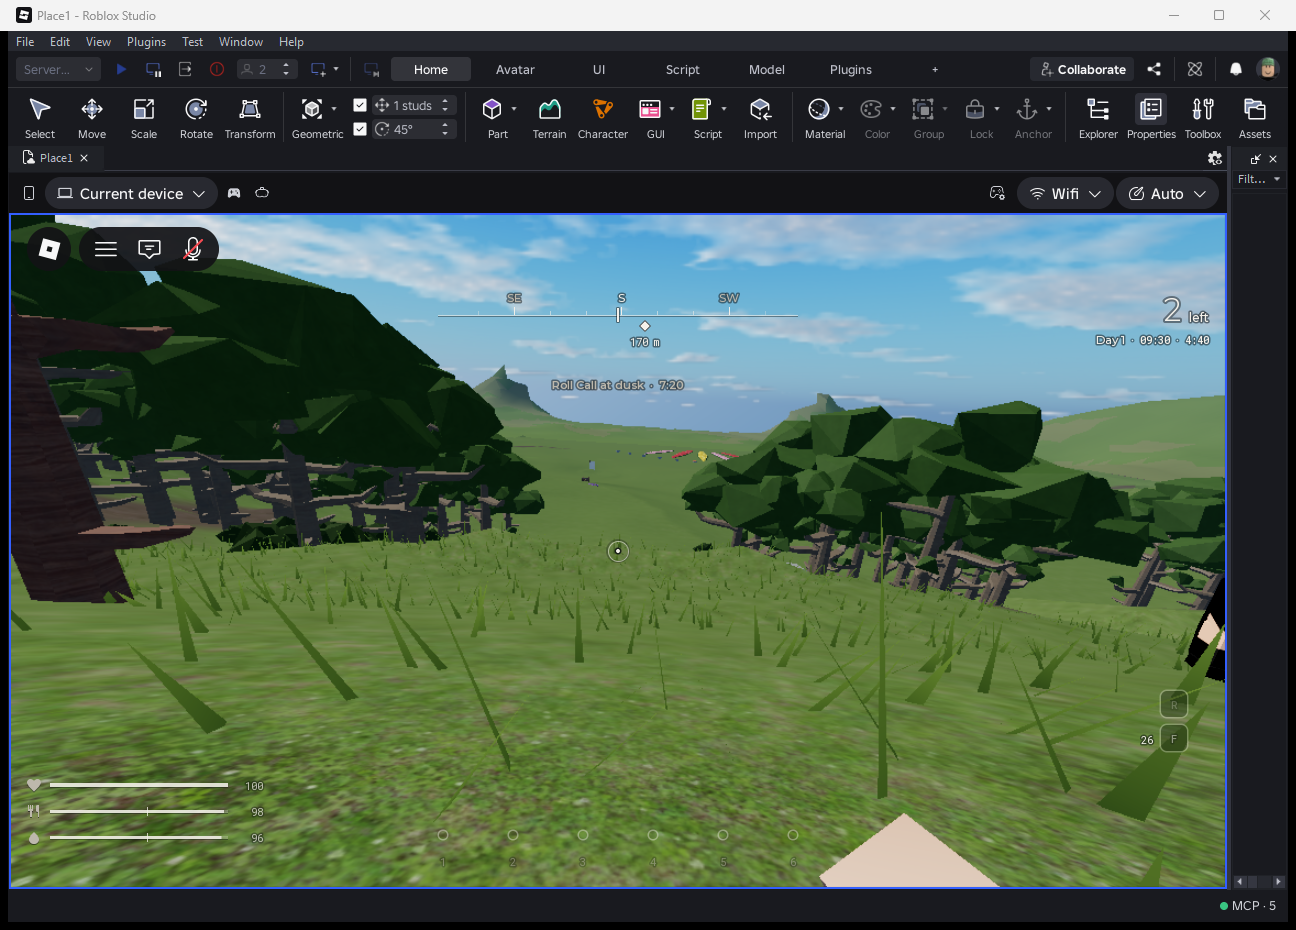 Place1 - Roblox Studio
File Edit View Plugins Test Window Help
Server... 2 Home Avatar UI Script Model Plugins + Collaborate
1 studs
45°
Select Move Scale Rotate Transform Geometric Part Terrain Character GUI Script Import Material Color Group Lock Anchor Explorer Properties Toolbox Assets
Place1
Filt...
Current device Wifi Auto
SE S SW
170 m
2 left
Day 1 · 09:30 · 4:40
Roll Call at dusk · 7:20
R
26 F
100
98
96
1 2 3 4 5 6
MCP · 5